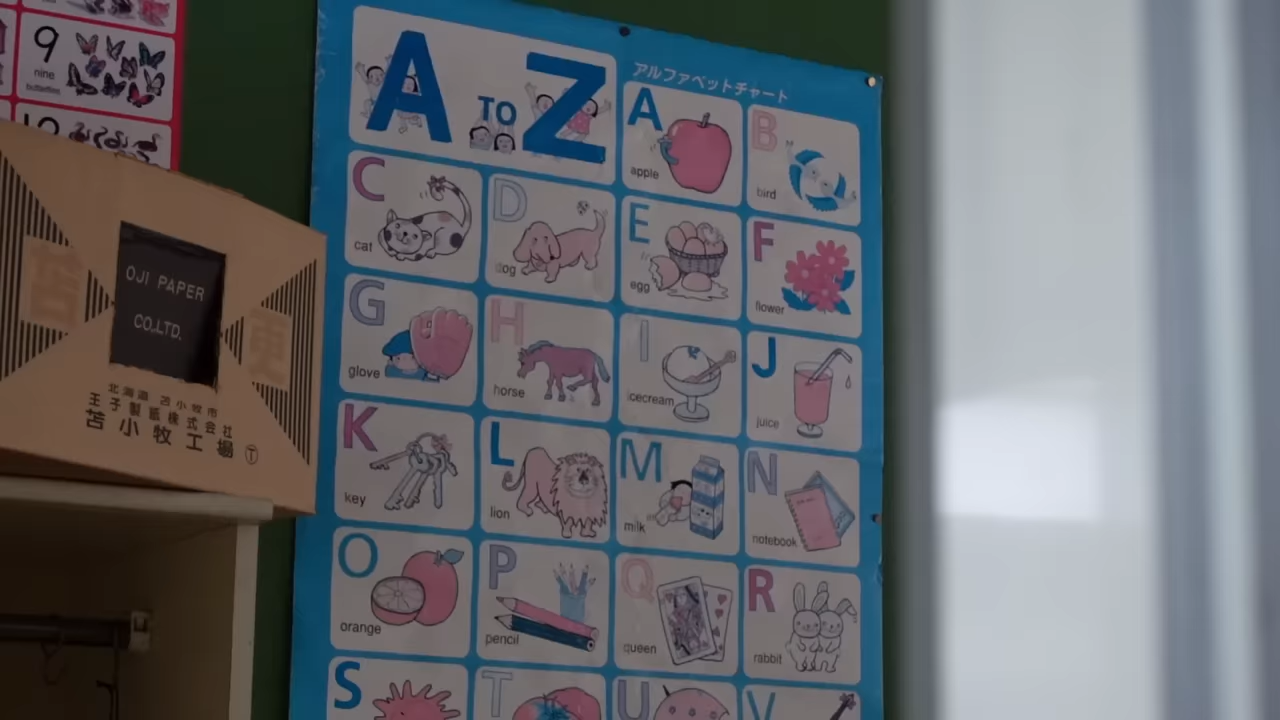 9
nine
butterflies
10
A TO Z
アルファベットチャート
A
apple
B
bird
C
cat
D
dog
E
egg
F
flower
G
glove
H
horse
I
icecream
J
juice
K
key
L
lion
M
milk
N
notebook
O
orange
P
pencil
Q
queen
R
rabbit
S
T
U
V
OJI PAPER
CO.,LTD.
苫
更
北海道 苫小牧市
王子製紙株式会社
苫小牧工場 Ⓣ